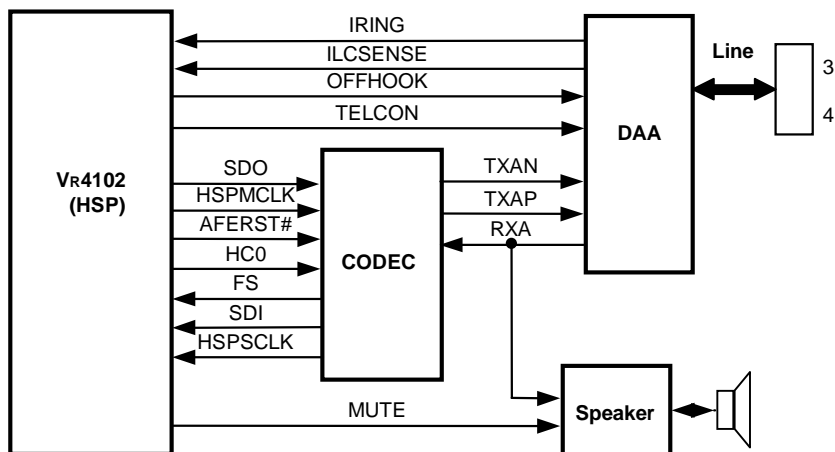 IRING
ILCSENSE
OFFHOOK
TELCON
Line
3
4
DAA
VR4102
(HSP)
SDO
HSPMCLK
AFERST#
HC0
FS
SDI
HSPSCLK
CODEC
TXAN
TXAP
RXA
MUTE
Speaker